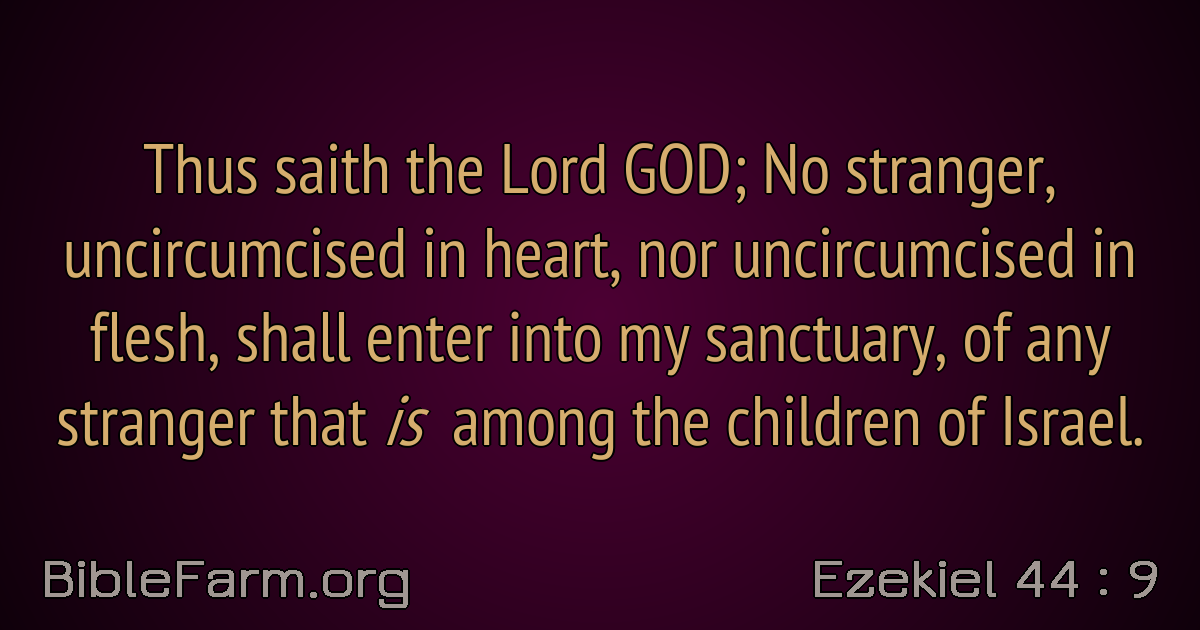 Thus saith the Lord GOD; No stranger,
uncircumcised in heart, nor uncircumcised in
flesh, shall enter into my sanctuary, of any
stranger that is among the children of Israel.
BibleFarm.org
Ezekiel 44 : 9